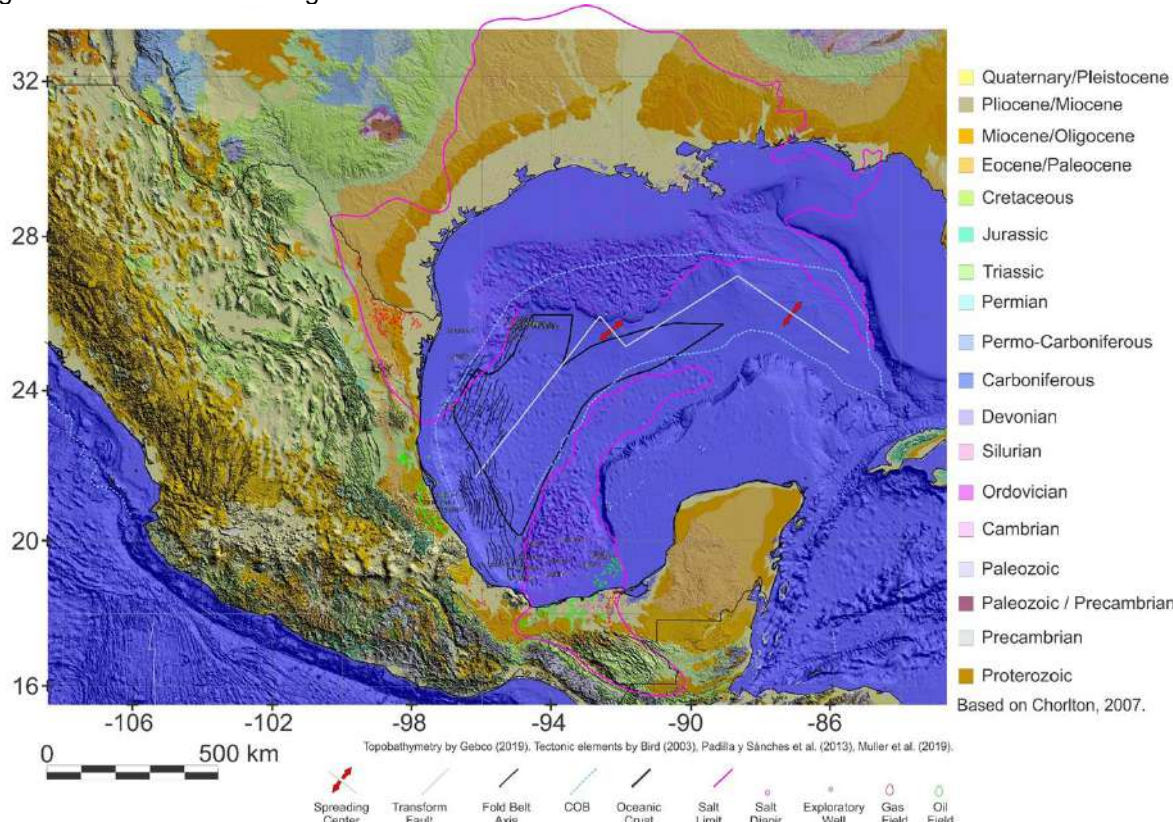 32
28
24
20
16
-106
-102
-98
-94
-90
-86
Quaternary/Pleistocene
Pliocene/Miocene
Miocene/Oligocene
Eocene/Paleocene
Cretaceous
Jurassic
Triassic
Permian
Permo-Carboniferous
Carboniferous
Devonian
Silurian
Ordovician
Cambrian
Paleozoic
Paleozoic / Precambrian
Precambrian
Proterozoic
Based on Chorlton, 2007.
0
500 km
Topobathymetry by Gebco (2019). Tectonic elements by Bird (2003), Padilla y Sánches et al. (2013), Muller et al. (2019).
Spreading
Center
Transform
Fault
Fold Belt
Axis
COB
Oceanic
Crust
Salt
Limit
Salt
Diapir
Exploratory
Well
Gas
Field
Oil
Field